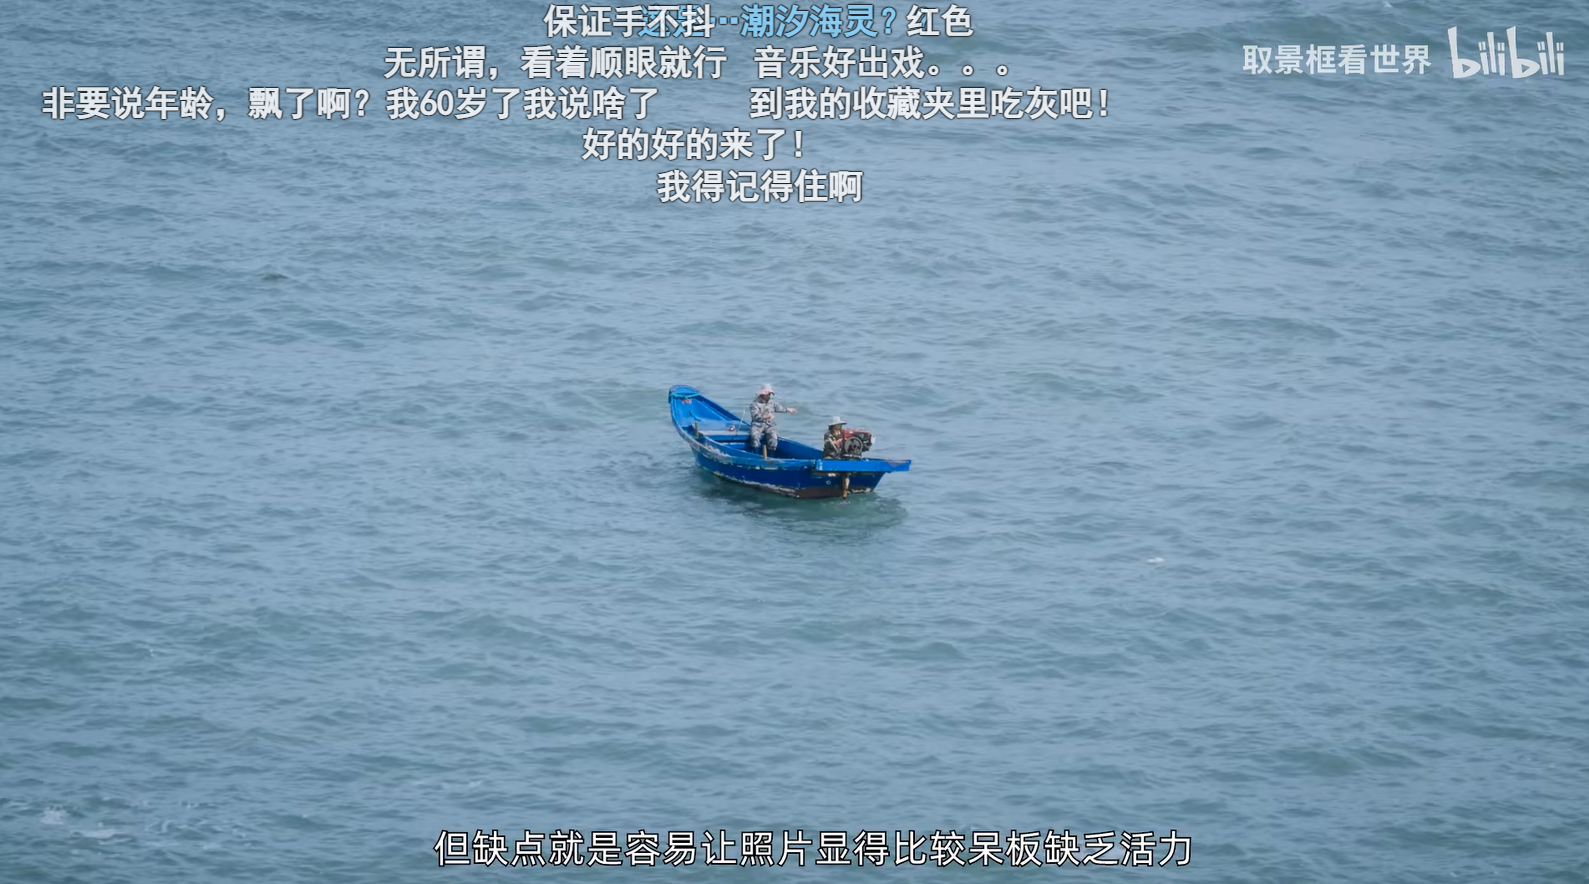 保证手不抖 …潮汐海灵？ 红色
取景框看世界 bilibili
无所谓，看着顺眼就行 音乐好出戏。。。
非要说年龄，飘了啊？我60岁了我说啥了 到我的收藏夹里吃灰吧！
好的好的来了！
我得记得住啊
但缺点就是容易让照片显得比较呆板缺乏活力